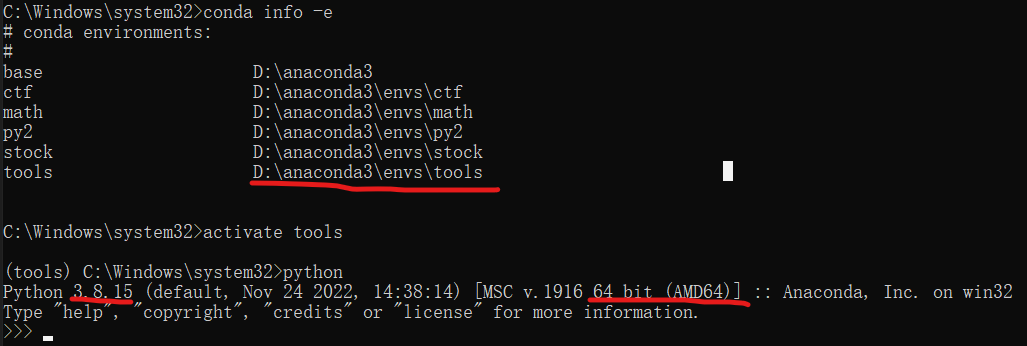 C:\Windows\system32>conda info -e
# conda environments:
#
base                     D:\anaconda3
ctf                      D:\anaconda3\envs\ctf
math                     D:\anaconda3\envs\math
py2                      D:\anaconda3\envs\py2
stock                    D:\anaconda3\envs\stock
tools                    D:\anaconda3\envs\tools
C:\Windows\system32>activate tools
(tools) C:\Windows\system32>python
Python 3.8.15 (default, Nov 24 2022, 14:38:14) [MSC v.1916 64 bit (AMD64)] :: Anaconda, Inc. on win32
Type "help", "copyright", "credits" or "license" for more information.
>>>